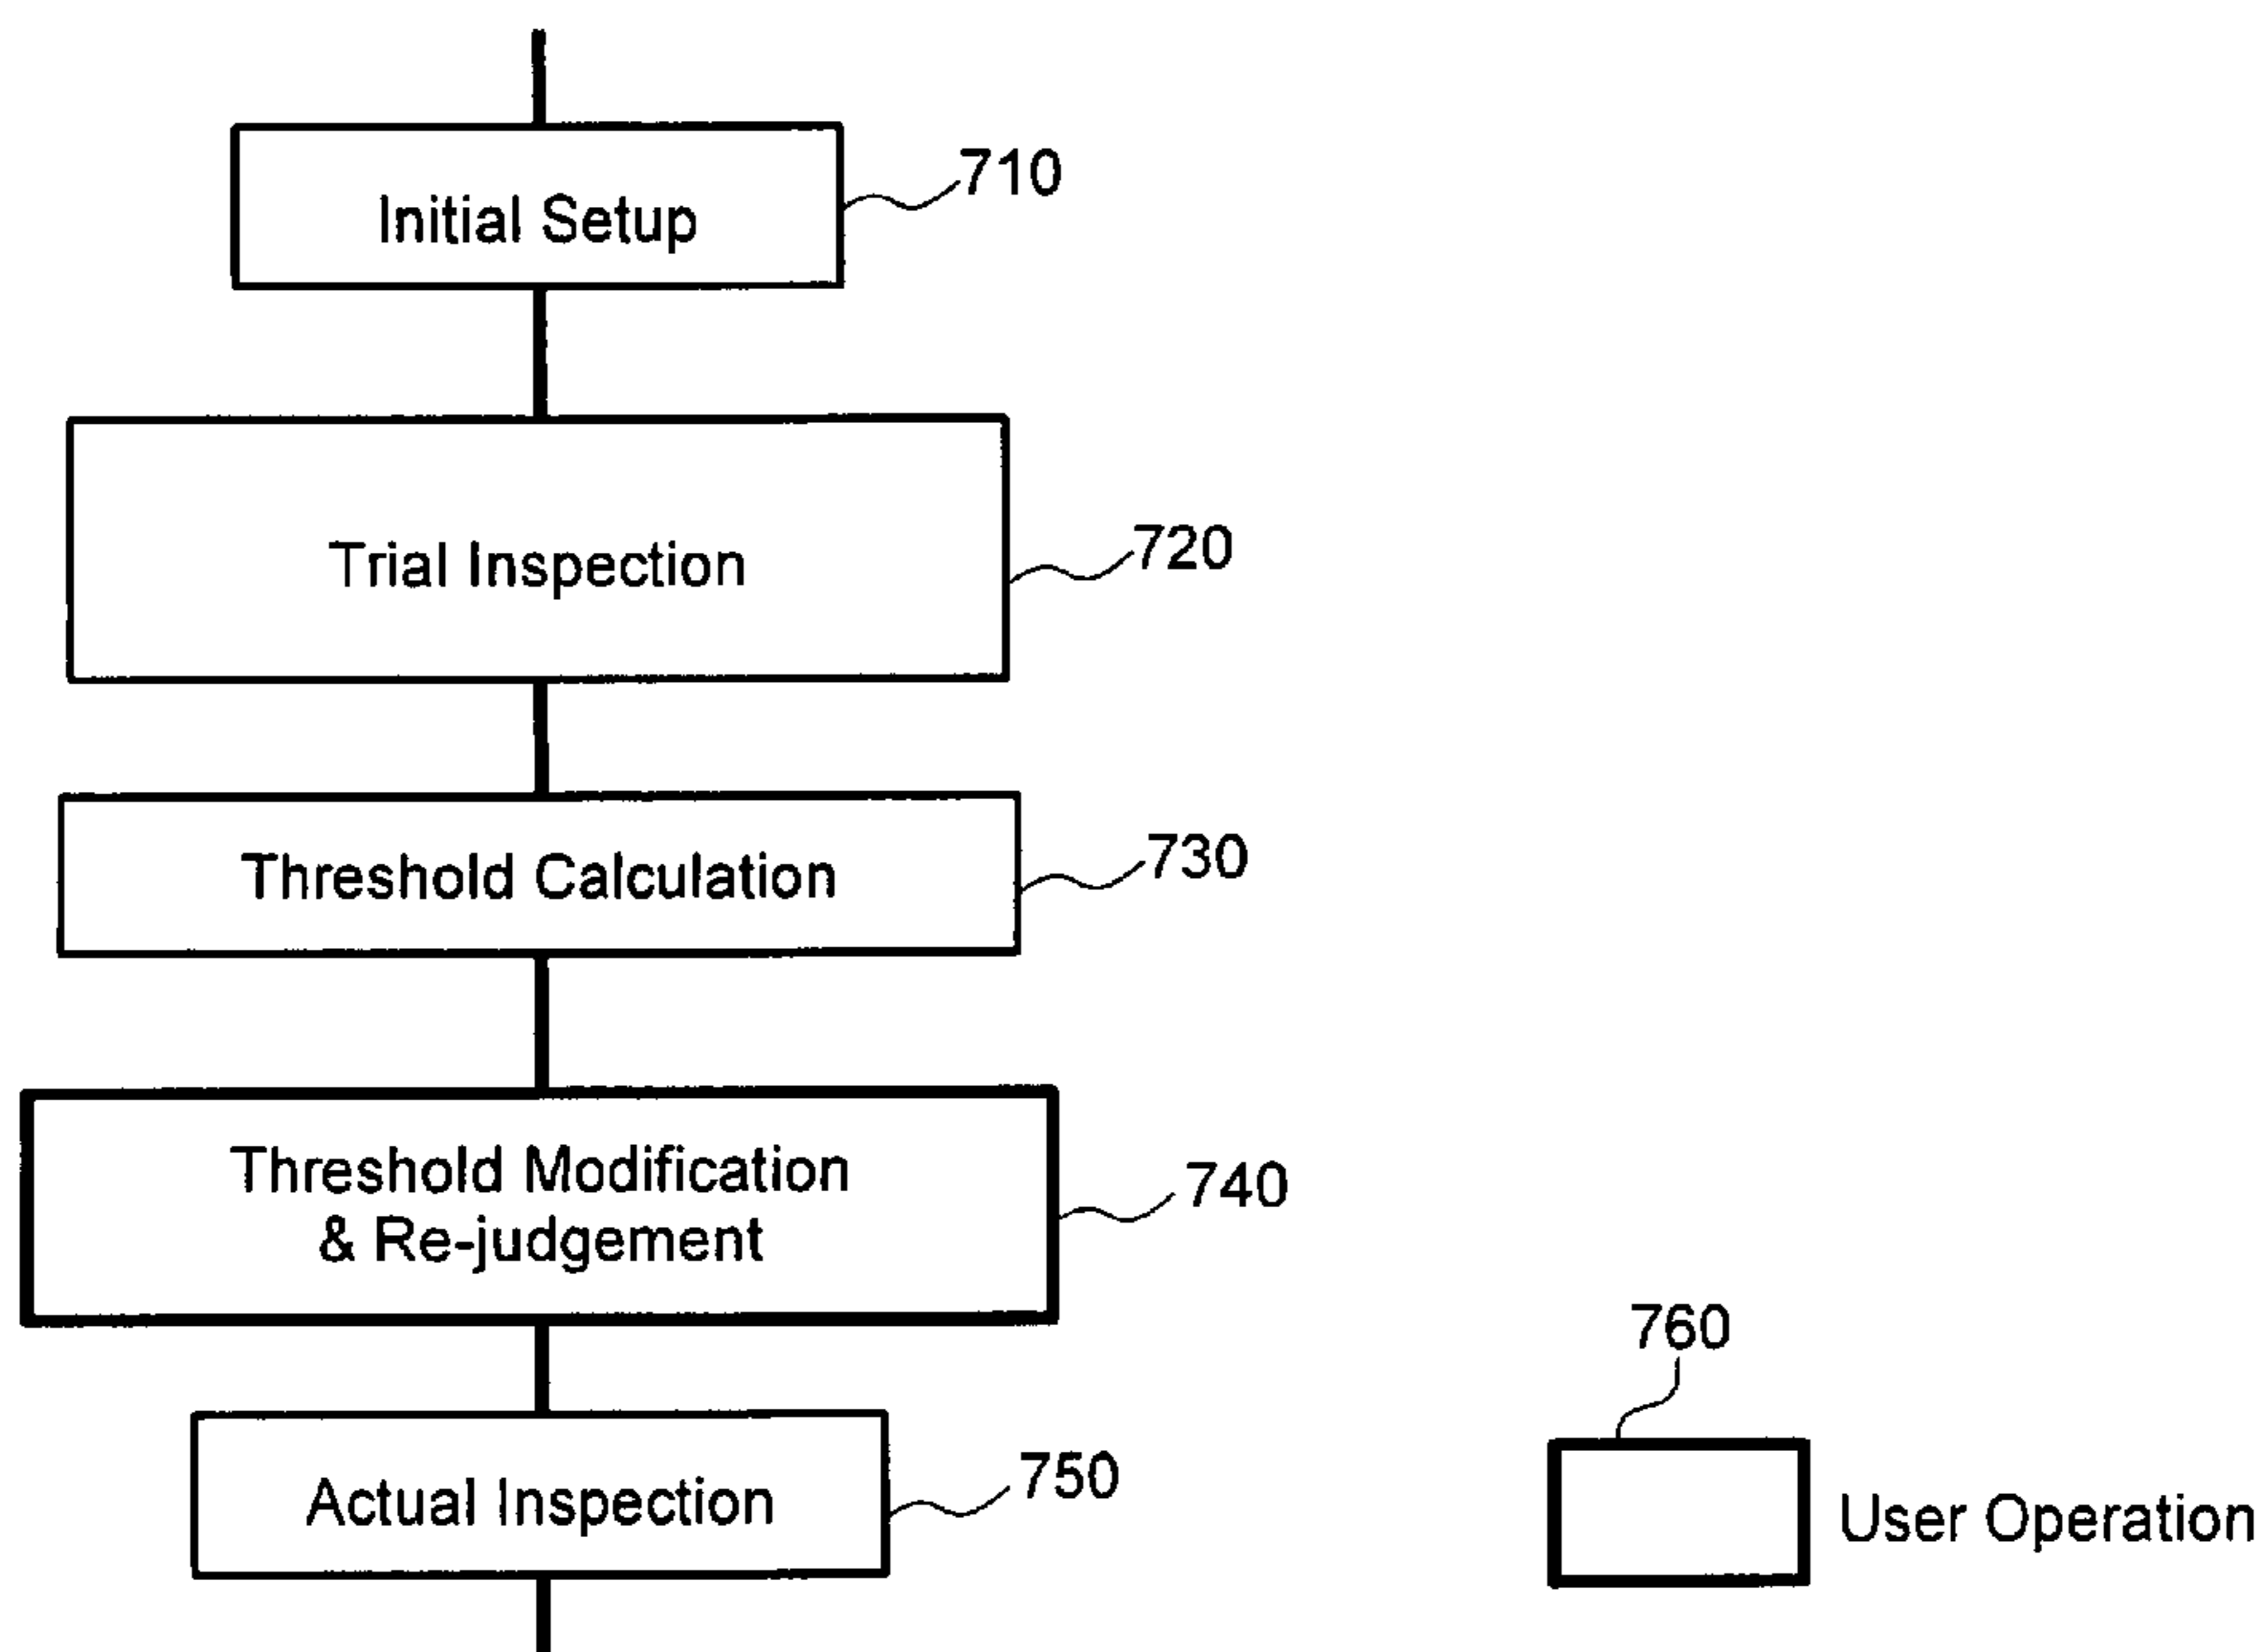 Initial Setup
710
Trial Inspection
720
Threshold Calculation
730
Threshold Modification
& Re-judgement
740
Actual Inspection
750
760
User Operation